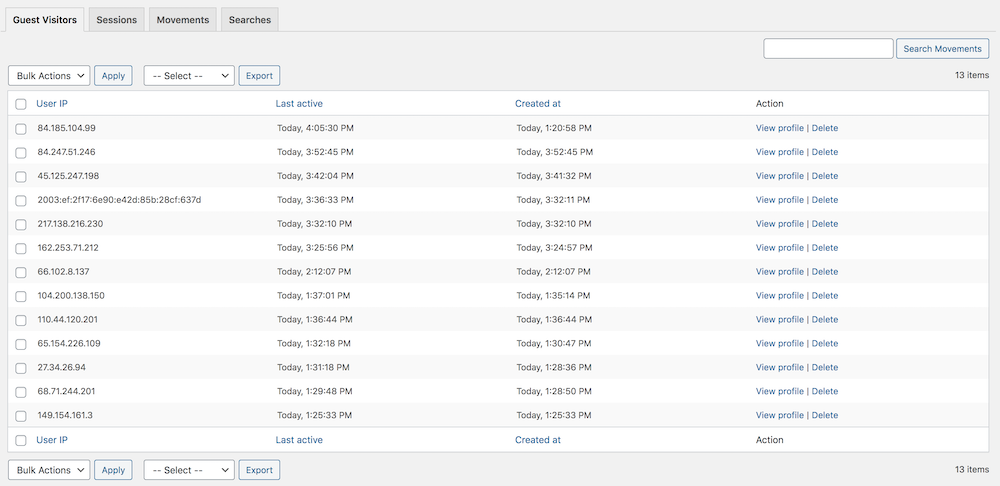 Guest Visitors Sessions Movements Searches
Search Movements
Bulk Actions Apply -- Select -- Export 13 items
User IP Last active Created at Action
84.185.104.99 Today, 4:05:30 PM Today, 1:20:58 PM View profile | Delete
84.247.51.246 Today, 3:52:45 PM Today, 3:52:45 PM View profile | Delete
45.125.247.198 Today, 3:42:04 PM Today, 3:41:32 PM View profile | Delete
2003:ef:2f17:6e90:e42d:85b:28cf:637d Today, 3:36:33 PM Today, 3:32:11 PM View profile | Delete
217.138.216.230 Today, 3:32:10 PM Today, 3:32:10 PM View profile | Delete
162.253.71.212 Today, 3:25:56 PM Today, 3:24:57 PM View profile | Delete
66.102.8.137 Today, 2:12:07 PM Today, 2:12:07 PM View profile | Delete
104.200.138.150 Today, 1:37:01 PM Today, 1:35:14 PM View profile | Delete
110.44.120.201 Today, 1:36:44 PM Today, 1:36:44 PM View profile | Delete
65.154.226.109 Today, 1:32:18 PM Today, 1:30:47 PM View profile | Delete
27.34.26.94 Today, 1:31:18 PM Today, 1:28:36 PM View profile | Delete
68.71.244.201 Today, 1:29:48 PM Today, 1:28:50 PM View profile | Delete
149.154.161.3 Today, 1:25:33 PM Today, 1:25:33 PM View profile | Delete
User IP Last active Created at Action
Bulk Actions Apply -- Select -- Export 13 items